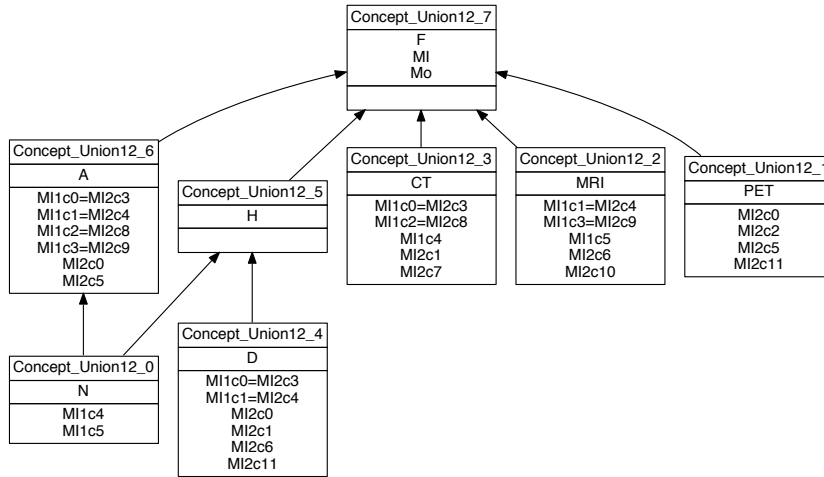 Concept_Union12_7
F
MI
Mo
Concept_Union12_6
A
MI1c0=MI2c3
MI1c1=MI2c4
MI1c2=MI2c8
MI1c3=MI2c9
MI2c0
MI2c5
Concept_Union12_5
H
Concept_Union12_3
CT
MI1c0=MI2c3
MI1c2=MI2c8
MI1c4
MI2c1
MI2c7
Concept_Union12_2
MRI
MI1c1=MI2c4
MI1c3=MI2c9
MI1c5
MI2c6
MI2c10
Concept_Union12_1
PET
MI2c0
MI2c2
MI2c5
MI2c11
Concept_Union12_0
N
MI1c4
MI1c5
Concept_Union12_4
D
MI1c0=MI2c3
MI1c1=MI2c4
MI2c0
MI2c1
MI2c6
MI2c11